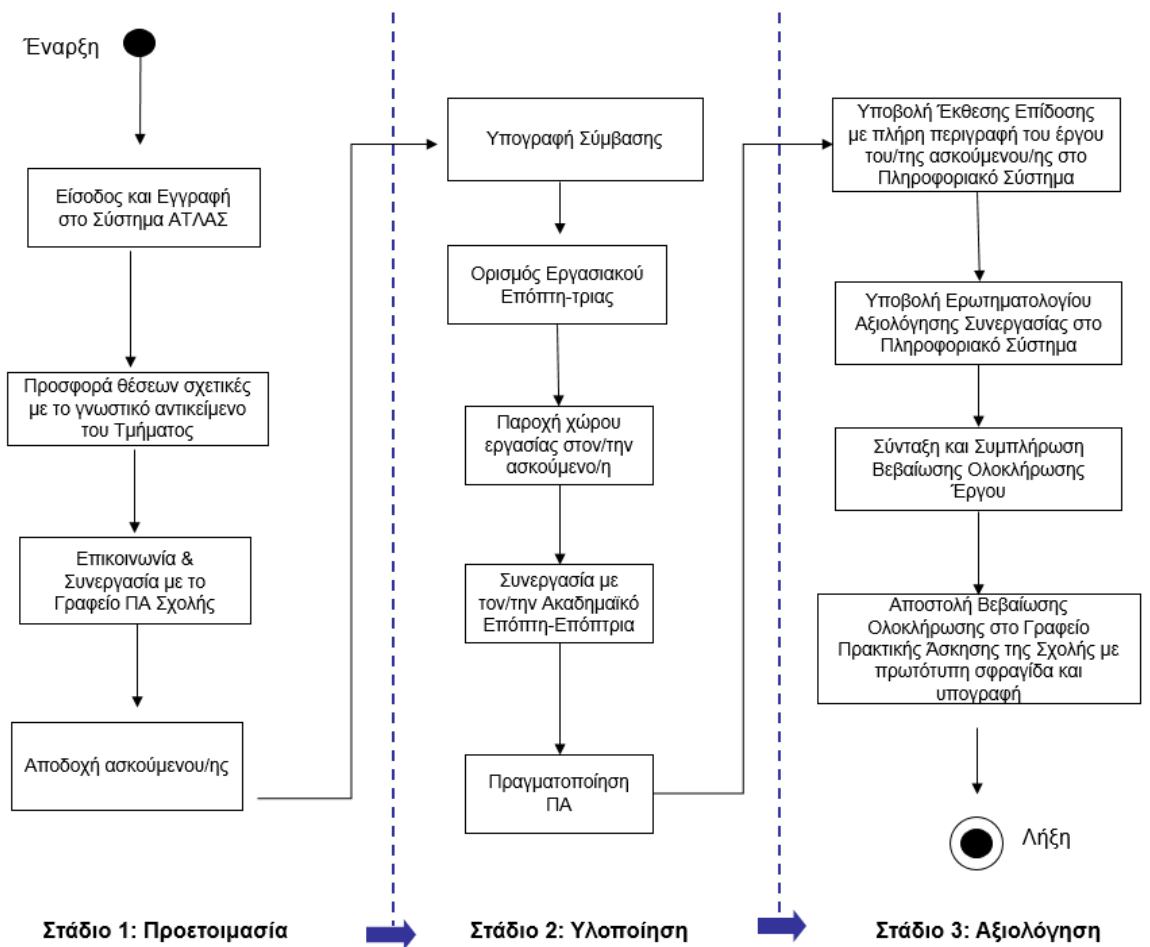 Έναρξη
Είσοδος και Εγγραφή
στο Σύστημα ΑΤΛΑΣ
Προσφορά θέσεων σχετικές
με το γνωστικό αντικείμενο
του Τμήματος
Επικοινωνία &
Συνεργασία με το
Γραφείο ΠΑ Σχολής
Αποδοχή ασκούμενου/ης
Υπογραφή Σύμβασης
Ορισμός Εργασιακού
Επόπτη-τριας
Παροχή χώρου
εργασίας στον/την
ασκούμενο/η
Συνεργασία με
τον/την Ακαδημαϊκό
Επόπτη-Επόπτρια
Πραγματοποίηση
ΠΑ
Υποβολή Έκθεσης Επίδοσης
με πλήρη περιγραφή του έργου
του/της ασκούμενου/ης στο
Πληροφοριακό Σύστημα
Υποβολή Ερωτηματολογίου
Αξιολόγησης Συνεργασίας στο
Πληροφοριακό Σύστημα
Σύνταξη και Συμπλήρωση
Βεβαίωσης Ολοκλήρωσης
Έργου
Αποστολή Βεβαίωσης
Ολοκλήρωσης στο Γραφείο
Πρακτικής Άσκησης της Σχολής με
πρωτότυπη σφραγίδα και
υπογραφή
Λήξη
Στάδιο 1: Προετοιμασία
Στάδιο 2: Υλοποίηση
Στάδιο 3: Αξιολόγηση